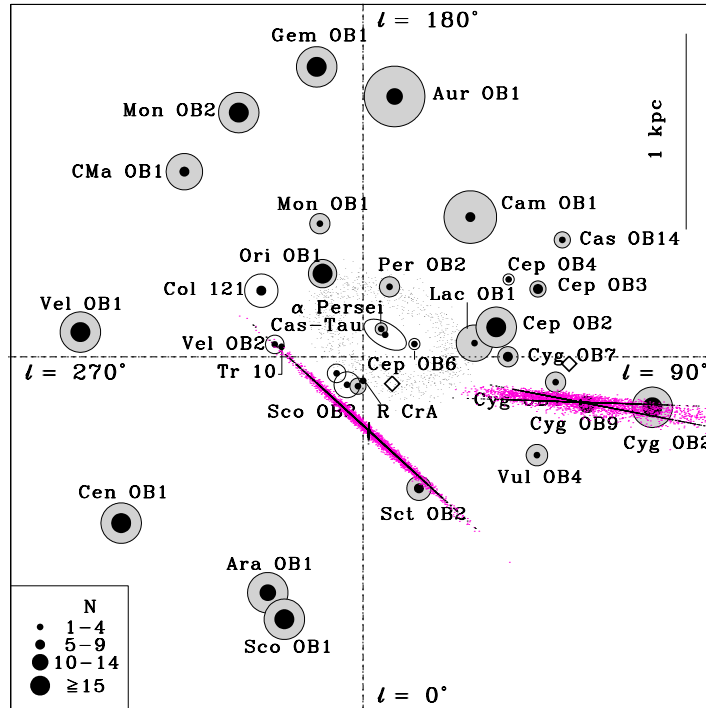 Gem OB1
l = 180°
Mon OB2
Aur OB1
1 kpc
CMa OB1
Mon OB1
Cam OB1
Cas OB14
Ori OB1
Per OB2
Cep OB4
Cep OB3
Col 121
Lac OB1
Vel OB1
α Persei
Cep OB2
Cas-Tau
Vel OB2
Cep OB6
Cyg OB7
l = 270°
l = 90°
Tr 10
Sco OB2
R CrA
Cyg
Cyg OB9
Cyg OB2
Vul OB4
Cen OB1
Sct OB2
Ara OB1
Sco OB1
N
1-4
5-9
10-14
≥15
l = 0°